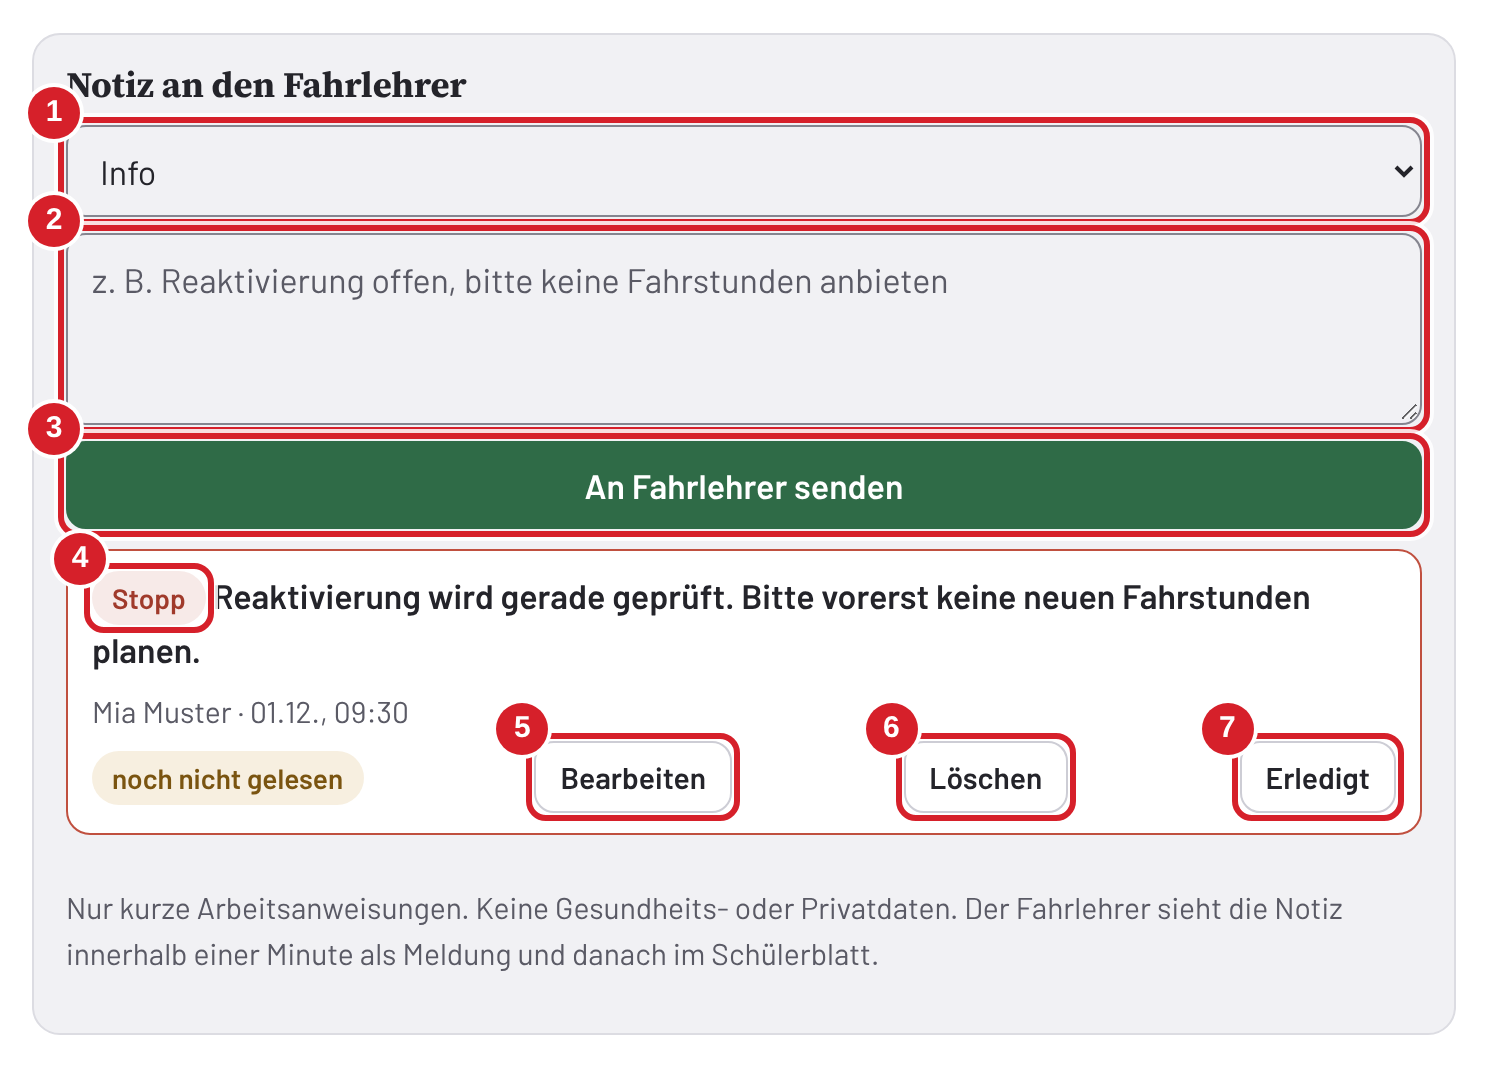 Notiz an den Fahrlehrer
1
Info
2
z. B. Reaktivierung offen, bitte keine Fahrstunden anbieten
3
An Fahrlehrer senden
4
Stopp Reaktivierung wird gerade geprüft. Bitte vorerst keine neuen Fahrstunden
planen.
Mia Muster · 01.12., 09:30
5 6 7
noch nicht gelesen Bearbeiten Löschen Erledigt
Nur kurze Arbeitsanweisungen. Keine Gesundheits- oder Privatdaten. Der Fahrlehrer sieht die Notiz
innerhalb einer Minute als Meldung und danach im Schülerblatt.